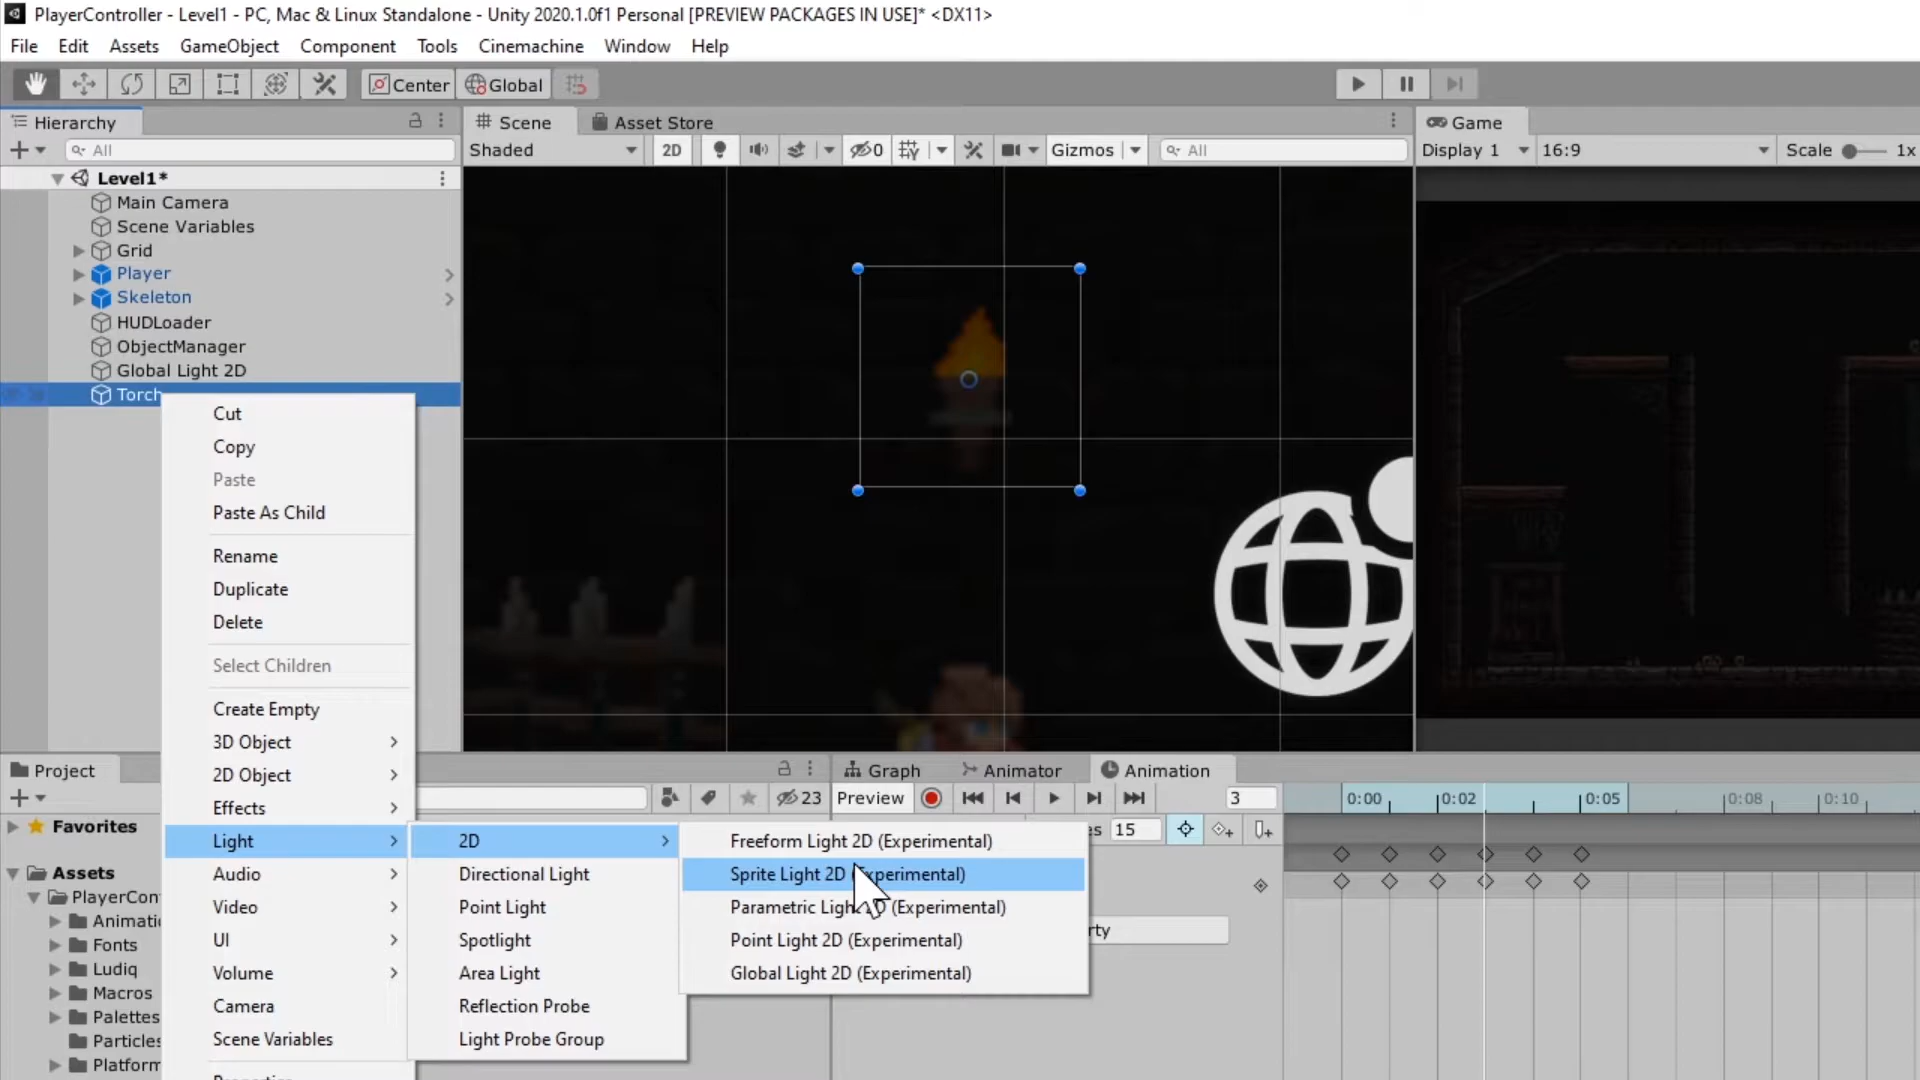 PlayerController - Level1 - PC, Mac & Linux Standalone - Unity 2020.1.0f1 Personal [PREVIEW PACKAGES IN USE]* <DX11>
File Edit Assets GameObject Component Tools Cinemachine Window Help
Center Global
Hierarchy
All
Level1*
Main Camera
Scene Variables
Grid
Player
Skeleton
HUDLoader
ObjectManager
Global Light 2D
Torch
Scene Asset Store
Shaded 2D 0 Gizmos All
Game
Display 1 16:9 Scale 1x
Cut
Copy
Paste
Paste As Child
Rename
Duplicate
Delete
Select Children
Create Empty
3D Object
2D Object
Effects
Light
Audio
Video
UI
Volume
Camera
Scene Variables
2D
Directional Light
Point Light
Spotlight
Area Light
Reflection Probe
Light Probe Group
Freeform Light 2D (Experimental)
Sprite Light 2D (Experimental)
Parametric Light 2D (Experimental)
Point Light 2D (Experimental)
Global Light 2D (Experimental)
Project
23
Favorites
Assets
PlayerCon
Animati
Fonts
Ludiq
Macros
Palettes
Particles
Platform
Graph Animator Animation
Preview 3 0:00 0:02 0:05 0:08 0:10
es 15
rty